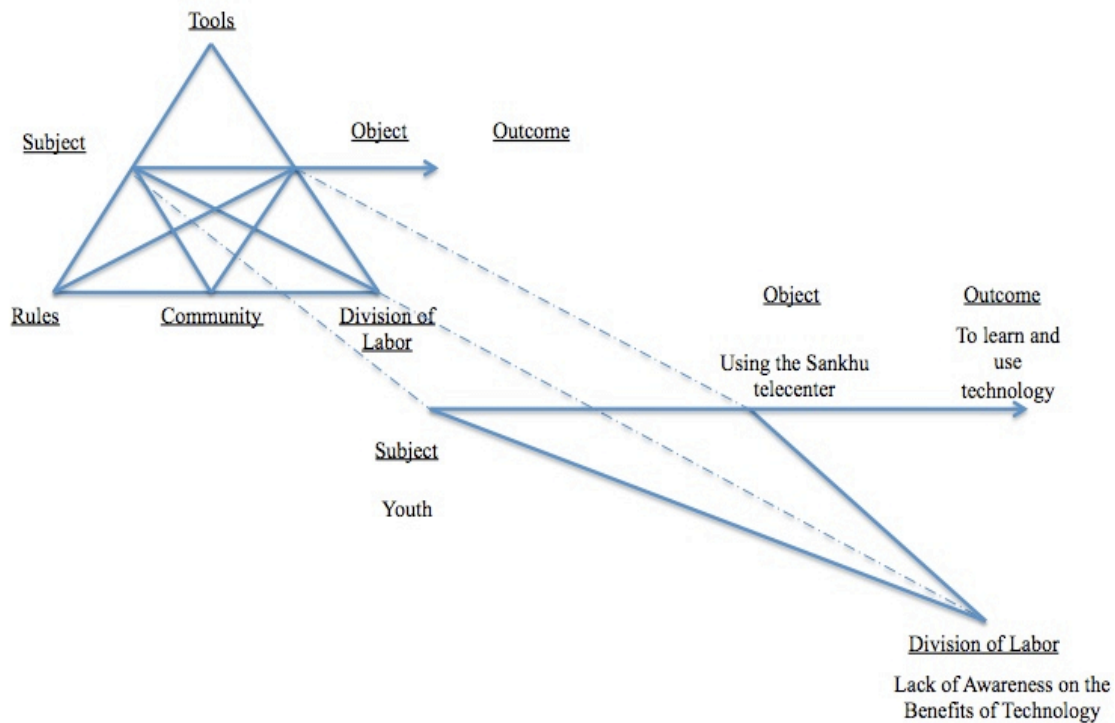 Tools
Subject
Object
Outcome
Rules
Community
Division of
Labor
Object
Outcome
Using the Sankhu
telecenter
To learn and
use
technology
Subject
Youth
Division of Labor
Lack of Awareness on the
Benefits of Technology